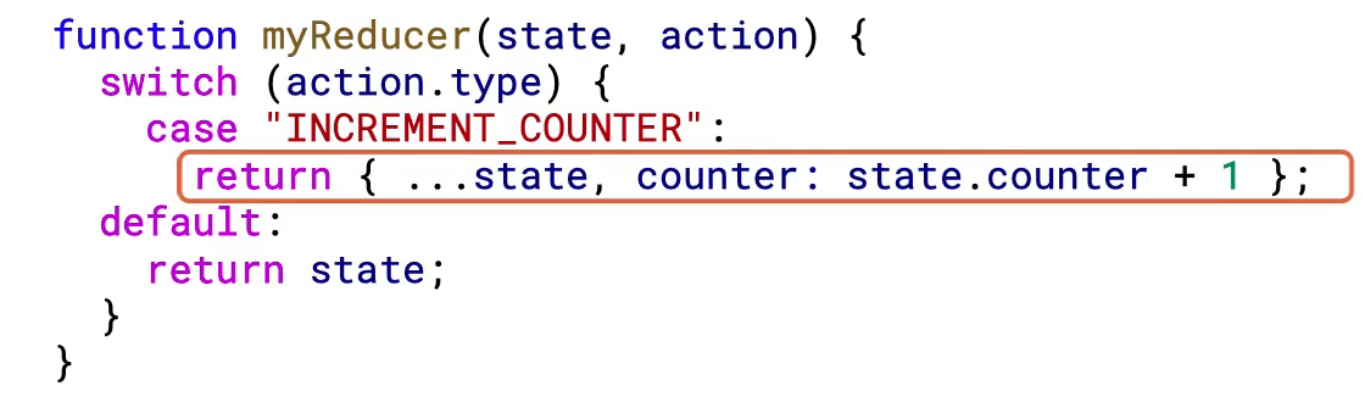 function myReducer(state, action) {
  switch (action.type) {
    case "INCREMENT_COUNTER":
      return { ...state, counter: state.counter + 1 };
  default:
    return state;
  }
}